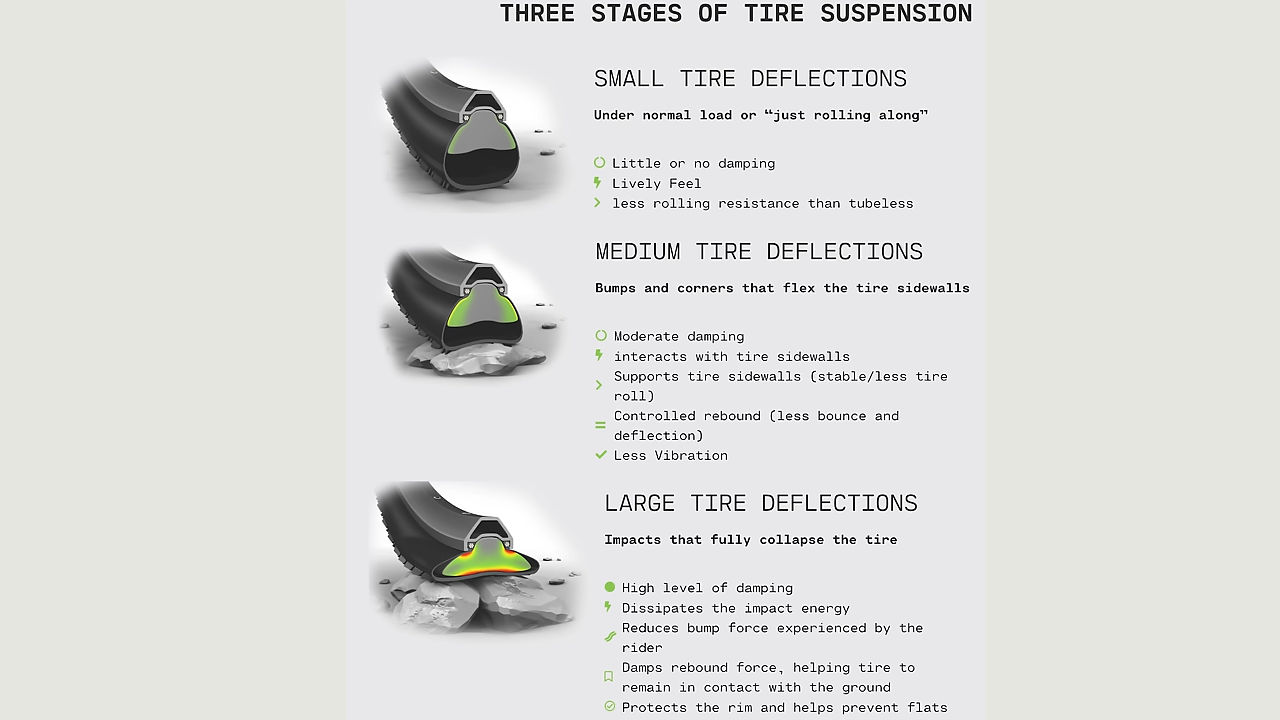 THREE STAGES OF TIRE SUSPENSION
SMALL TIRE DEFLECTIONS
Under normal load or “just rolling along”
Little or no damping
Lively Feel
less rolling resistance than tubeless
MEDIUM TIRE DEFLECTIONS
Bumps and corners that flex the tire sidewalls
Moderate damping
interacts with tire sidewalls
Supports tire sidewalls (stable/less tire
roll)
Controlled rebound (less bounce and
deflection)
Less Vibration
LARGE TIRE DEFLECTIONS
Impacts that fully collapse the tire
High level of damping
Dissipates the impact energy
Reduces bump force experienced by the
rider
Damps rebound force, helping tire to
remain in contact with the ground
Protects the rim and helps prevent flats